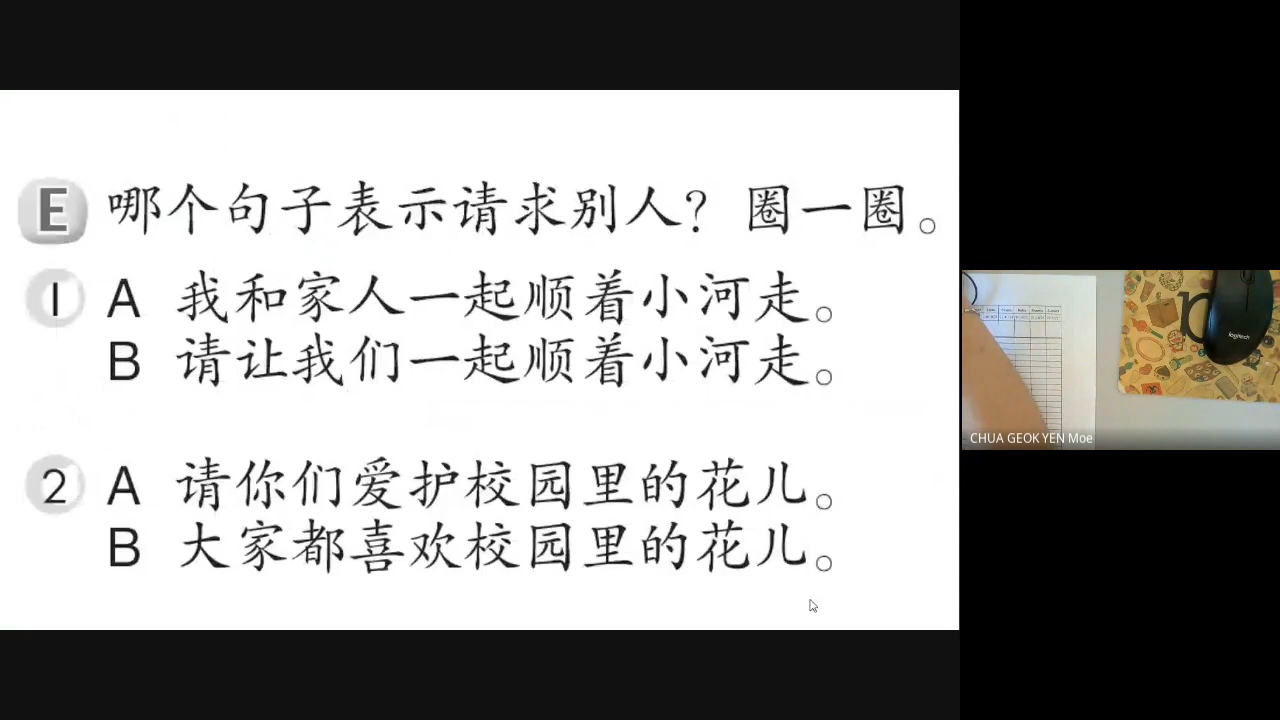 E 哪个句子表示请求别人？圈一圈。
1 A 我和家人一起顺着小河走。
B 请让我们一起顺着小河走。
2 A 请你们爱护校园里的花儿。
B 大家都喜欢校园里的花儿。
logitech
CHUA GEOK YEN Moe